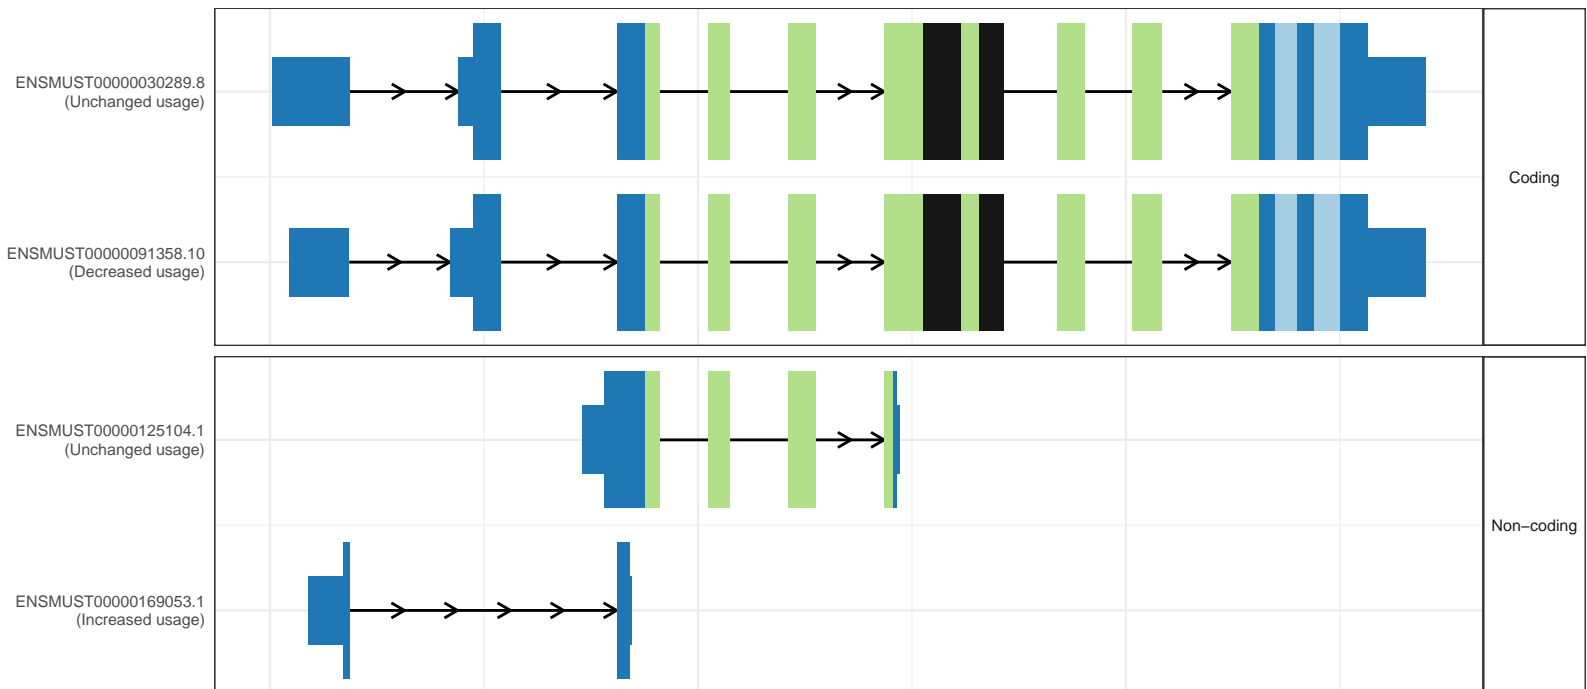 ENSMUST00000030289.8
(Unchanged usage)
ENSMUST00000091358.10
(Decreased usage)
Coding
ENSMUST00000125104.1
(Unchanged usage)
Non−coding
ENSMUST00000169053.1
(Increased usage)